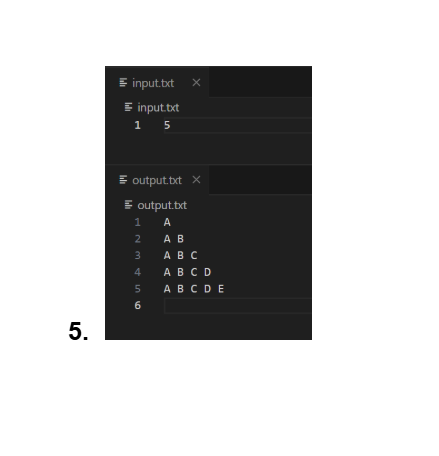 input.txt
input.txt
1 5
output.txt
output.txt
1 A
2 A B
3 A B C
4 A B C D
5 A B C D E
6
5.